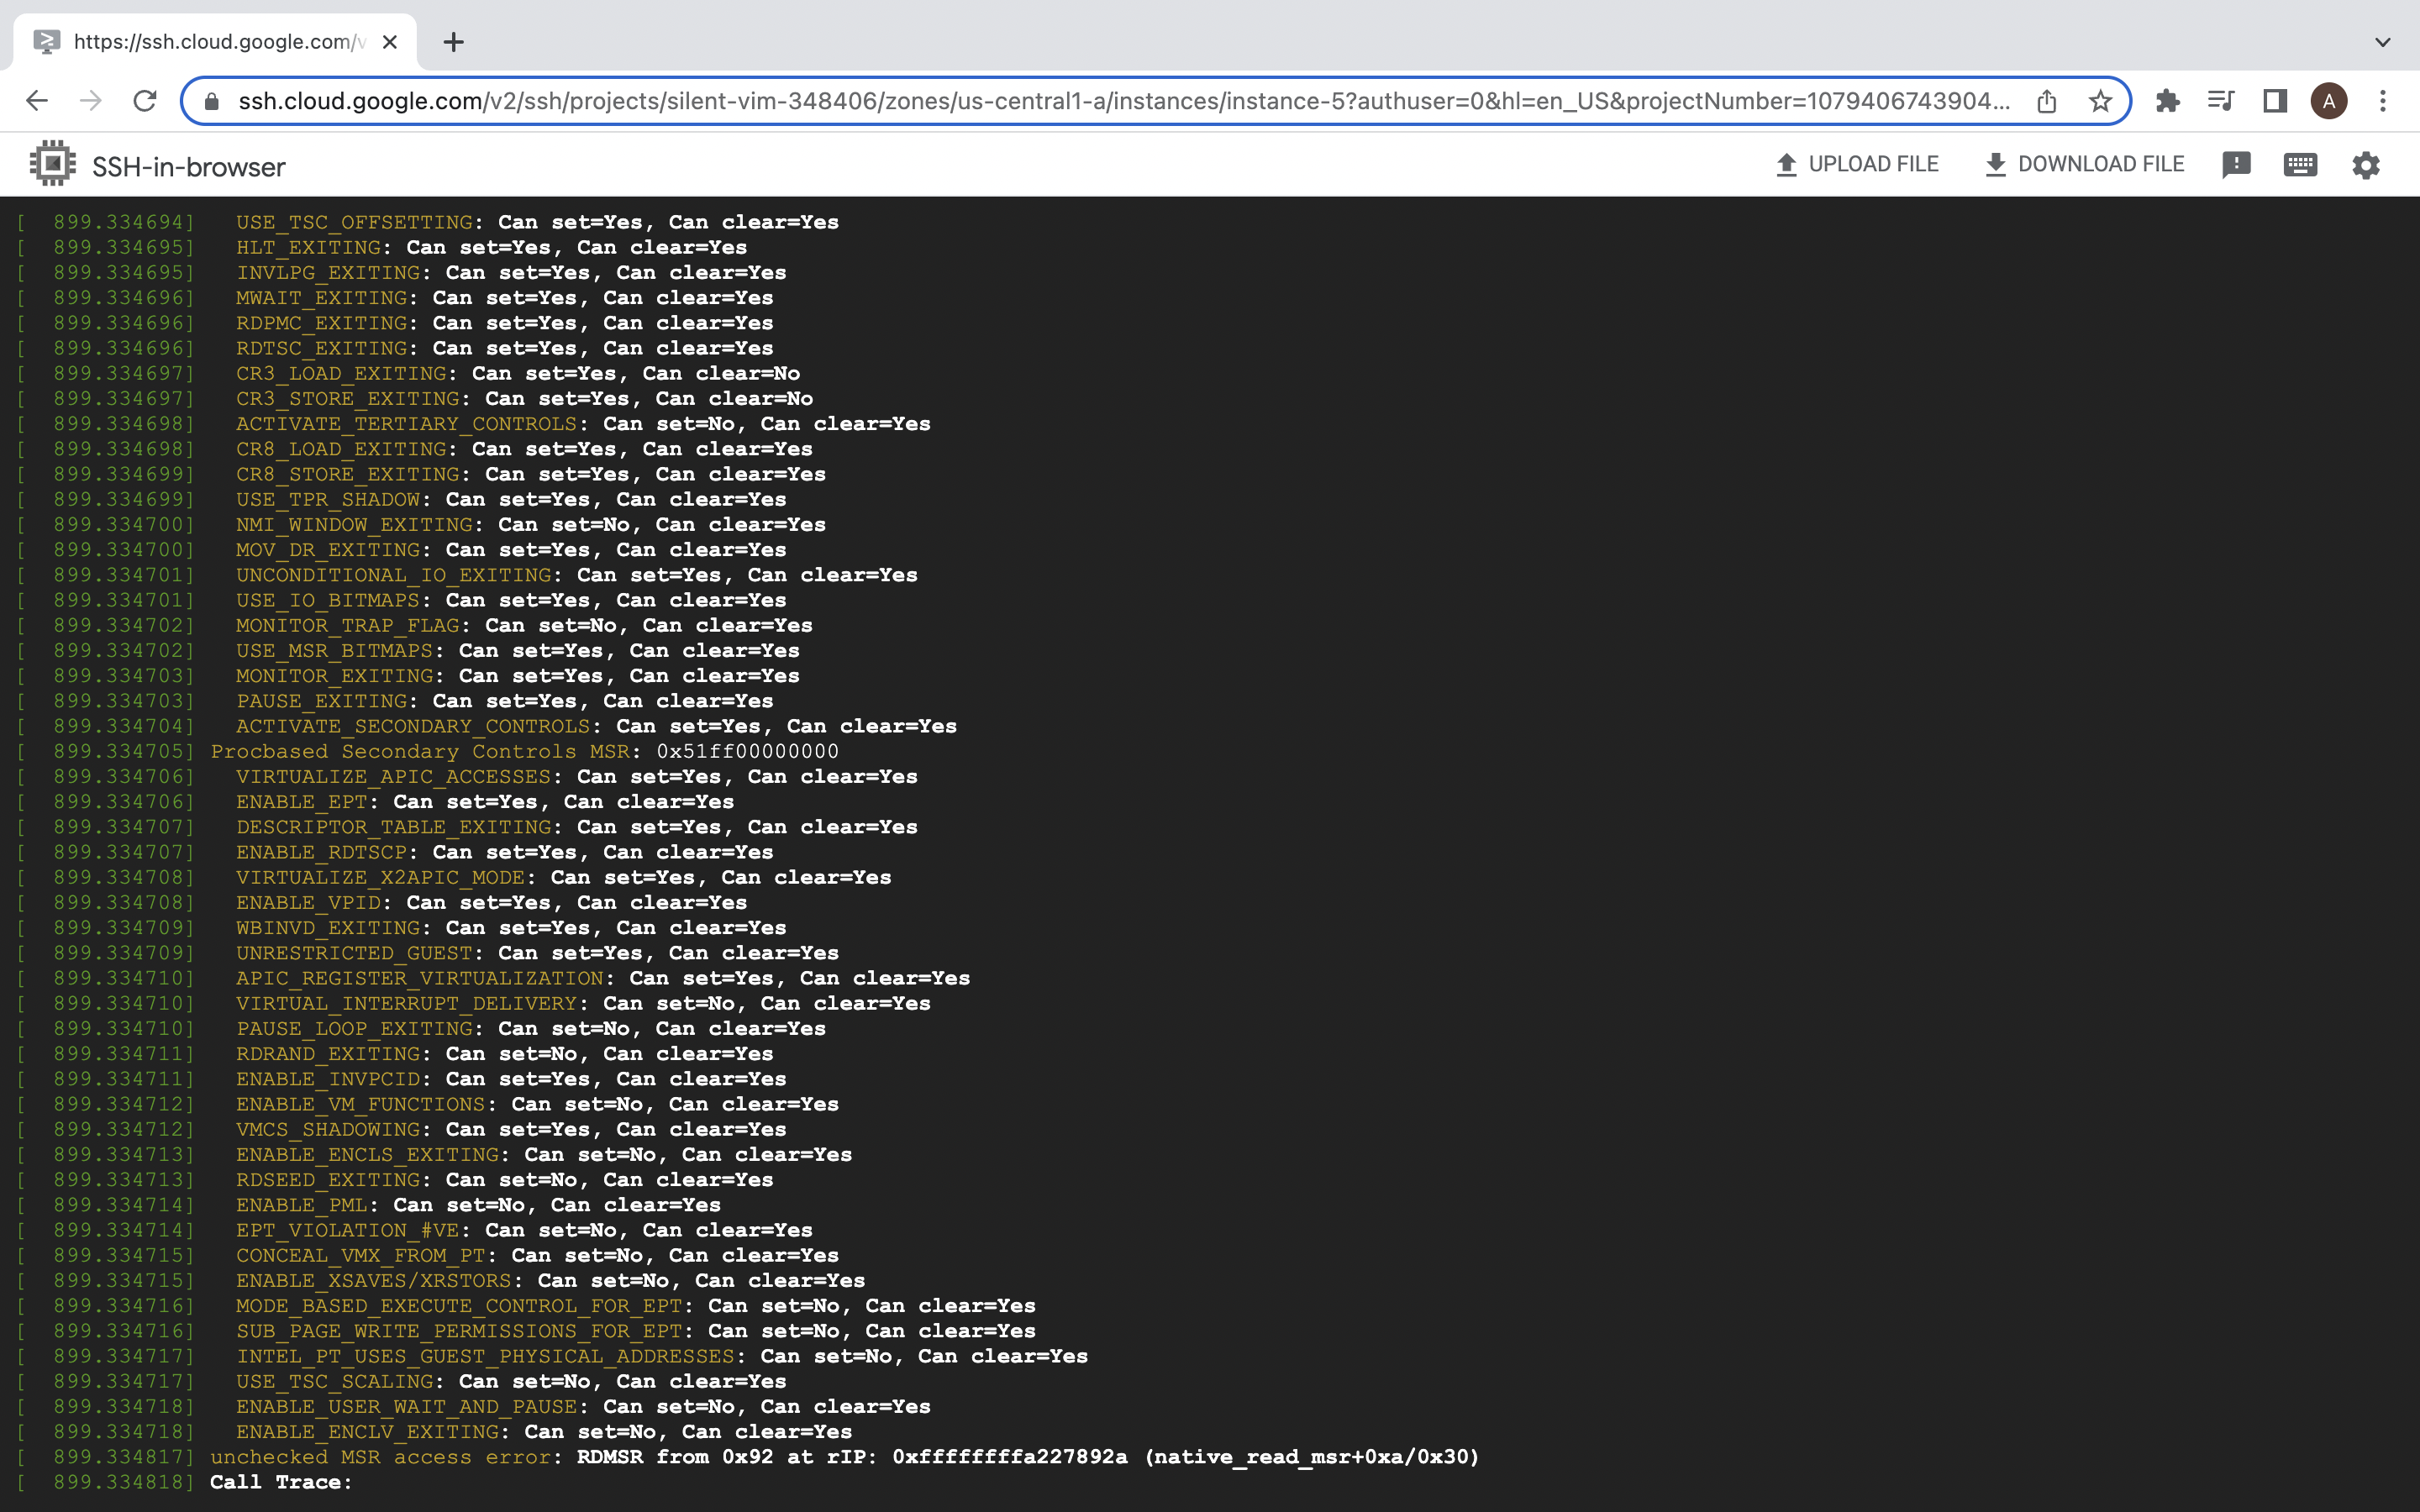 https://ssh.cloud.google.com/v
ssh.cloud.google.com/v2/ssh/projects/silent-vim-348406/zones/us-central1-a/instances/instance-5?authuser=0&hl=en_US&projectNumber=1079406743904...
A
SSH-in-browser
UPLOAD FILE
DOWNLOAD FILE
[  899.334694]   USE_TSC_OFFSETTING: Can set=Yes, Can clear=Yes
[  899.334695]   HLT_EXITING: Can set=Yes, Can clear=Yes
[  899.334695]   INVLPG_EXITING: Can set=Yes, Can clear=Yes
[  899.334696]   MWAIT_EXITING: Can set=Yes, Can clear=Yes
[  899.334696]   RDPMC_EXITING: Can set=Yes, Can clear=Yes
[  899.334696]   RDTSC_EXITING: Can set=Yes, Can clear=Yes
[  899.334697]   CR3_LOAD_EXITING: Can set=Yes, Can clear=No
[  899.334697]   CR3_STORE_EXITING: Can set=Yes, Can clear=No
[  899.334698]   ACTIVATE_TERTIARY_CONTROLS: Can set=No, Can clear=Yes
[  899.334698]   CR8_LOAD_EXITING: Can set=Yes, Can clear=Yes
[  899.334699]   CR8_STORE_EXITING: Can set=Yes, Can clear=Yes
[  899.334699]   USE_TPR_SHADOW: Can set=Yes, Can clear=Yes
[  899.334700]   NMI_WINDOW_EXITING: Can set=No, Can clear=Yes
[  899.334700]   MOV_DR_EXITING: Can set=Yes, Can clear=Yes
[  899.334701]   UNCONDITIONAL_IO_EXITING: Can set=Yes, Can clear=Yes
[  899.334701]   USE_IO_BITMAPS: Can set=Yes, Can clear=Yes
[  899.334702]   MONITOR_TRAP_FLAG: Can set=No, Can clear=Yes
[  899.334702]   USE_MSR_BITMAPS: Can set=Yes, Can clear=Yes
[  899.334703]   MONITOR_EXITING: Can set=Yes, Can clear=Yes
[  899.334703]   PAUSE_EXITING: Can set=Yes, Can clear=Yes
[  899.334704]   ACTIVATE_SECONDARY_CONTROLS: Can set=Yes, Can clear=Yes
[  899.334705] Procbased Secondary Controls MSR: 0x51ff00000000
[  899.334706]   VIRTUALIZE_APIC_ACCESSES: Can set=Yes, Can clear=Yes
[  899.334706]   ENABLE_EPT: Can set=Yes, Can clear=Yes
[  899.334707]   DESCRIPTOR_TABLE_EXITING: Can set=Yes, Can clear=Yes
[  899.334707]   ENABLE_RDTSCP: Can set=Yes, Can clear=Yes
[  899.334708]   VIRTUALIZE_X2APIC_MODE: Can set=Yes, Can clear=Yes
[  899.334708]   ENABLE_VPID: Can set=Yes, Can clear=Yes
[  899.334709]   WBINVD_EXITING: Can set=Yes, Can clear=Yes
[  899.334709]   UNRESTRICTED_GUEST: Can set=Yes, Can clear=Yes
[  899.334710]   APIC_REGISTER_VIRTUALIZATION: Can set=Yes, Can clear=Yes
[  899.334710]   VIRTUAL_INTERRUPT_DELIVERY: Can set=No, Can clear=Yes
[  899.334710]   PAUSE_LOOP_EXITING: Can set=No, Can clear=Yes
[  899.334711]   RDRAND_EXITING: Can set=No, Can clear=Yes
[  899.334711]   ENABLE_INVPCID: Can set=Yes, Can clear=Yes
[  899.334712]   ENABLE_VM_FUNCTIONS: Can set=No, Can clear=Yes
[  899.334712]   VMCS_SHADOWING: Can set=Yes, Can clear=Yes
[  899.334713]   ENABLE_ENCLS_EXITING: Can set=No, Can clear=Yes
[  899.334713]   RDSEED_EXITING: Can set=No, Can clear=Yes
[  899.334714]   ENABLE_PML: Can set=No, Can clear=Yes
[  899.334714]   EPT_VIOLATION_#VE: Can set=No, Can clear=Yes
[  899.334715]   CONCEAL_VMX_FROM_PT: Can set=No, Can clear=Yes
[  899.334715]   ENABLE_XSAVES/XRSTORS: Can set=No, Can clear=Yes
[  899.334716]   MODE_BASED_EXECUTE_CONTROL_FOR_EPT: Can set=No, Can clear=Yes
[  899.334716]   SUB_PAGE_WRITE_PERMISSIONS_FOR_EPT: Can set=No, Can clear=Yes
[  899.334717]   INTEL_PT_USES_GUEST_PHYSICAL_ADDRESSES: Can set=No, Can clear=Yes
[  899.334717]   USE_TSC_SCALING: Can set=No, Can clear=Yes
[  899.334718]   ENABLE_USER_WAIT_AND_PAUSE: Can set=No, Can clear=Yes
[  899.334718]   ENABLE_ENCLV_EXITING: Can set=No, Can clear=Yes
[  899.334817] unchecked MSR access error: RDMSR from 0x92 at rIP: 0xffffffffa227892a (native_read_msr+0xa/0x30)
[  899.334818] Call Trace: